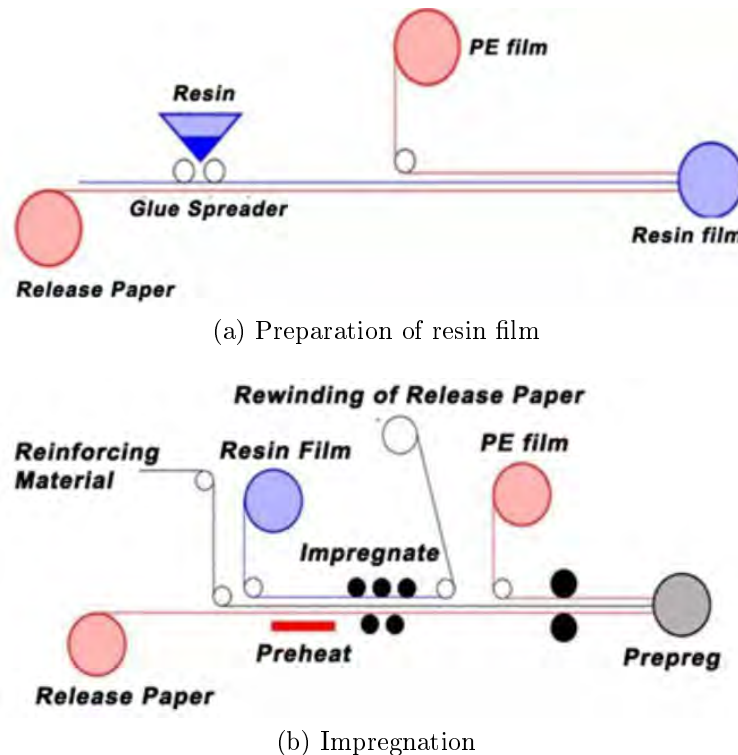 PE film
Resin
Glue Spreader
Resin film
Release Paper
(a) Preparation of resin film
Rewinding of Release Paper
Reinforcing
Material
Resin Film
PE film
Impregnate
Preheat
Prepreg
Release Paper
(b) Impregnation